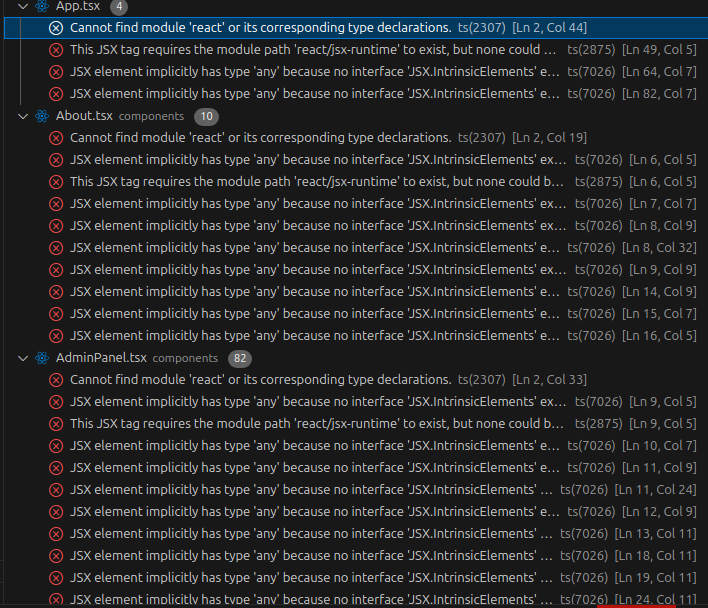 App.tsx 4
Cannot find module 'react' or its corresponding type declarations. ts(2307) [Ln 2, Col 44]
This JSX tag requires the module path 'react/jsx-runtime' to exist, but none could ... ts(2875) [Ln 49, Col 5]
JSX element implicitly has type 'any' because no interface 'JSX.IntrinsicElements' e... ts(7026) [Ln 64, Col 7]
JSX element implicitly has type 'any' because no interface 'JSX.IntrinsicElements' e... ts(7026) [Ln 82, Col 7]
About.tsx components 10
Cannot find module 'react' or its corresponding type declarations. ts(2307) [Ln 2, Col 19]
JSX element implicitly has type 'any' because no interface 'JSX.IntrinsicElements' ex... ts(7026) [Ln 6, Col 5]
This JSX tag requires the module path 'react/jsx-runtime' to exist, but none could b... ts(2875) [Ln 6, Col 5]
JSX element implicitly has type 'any' because no interface 'JSX.IntrinsicElements' ex... ts(7026) [Ln 7, Col 7]
JSX element implicitly has type 'any' because no interface 'JSX.IntrinsicElements' ex... ts(7026) [Ln 8, Col 9]
JSX element implicitly has type 'any' because no interface 'JSX.IntrinsicElements' e... ts(7026) [Ln 8, Col 32]
JSX element implicitly has type 'any' because no interface 'JSX.IntrinsicElements' ex... ts(7026) [Ln 9, Col 9]
JSX element implicitly has type 'any' because no interface 'JSX.IntrinsicElements' e... ts(7026) [Ln 14, Col 9]
JSX element implicitly has type 'any' because no interface 'JSX.IntrinsicElements' e... ts(7026) [Ln 15, Col 7]
JSX element implicitly has type 'any' because no interface 'JSX.IntrinsicElements' e... ts(7026) [Ln 16, Col 5]
AdminPanel.tsx components 82
Cannot find module 'react' or its corresponding type declarations. ts(2307) [Ln 2, Col 33]
JSX element implicitly has type 'any' because no interface 'JSX.IntrinsicElements' ex... ts(7026) [Ln 9, Col 5]
This JSX tag requires the module path 'react/jsx-runtime' to exist, but none could b... ts(2875) [Ln 9, Col 5]
JSX element implicitly has type 'any' because no interface 'JSX.IntrinsicElements' e... ts(7026) [Ln 10, Col 7]
JSX element implicitly has type 'any' because no interface 'JSX.IntrinsicElements' e... ts(7026) [Ln 11, Col 9]
JSX element implicitly has type 'any' because no interface 'JSX.IntrinsicElements' ... ts(7026) [Ln 11, Col 24]
JSX element implicitly has type 'any' because no interface 'JSX.IntrinsicElements' e... ts(7026) [Ln 12, Col 9]
JSX element implicitly has type 'any' because no interface 'JSX.IntrinsicElements' ... ts(7026) [Ln 13, Col 11]
JSX element implicitly has type 'any' because no interface 'JSX.IntrinsicElements' ... ts(7026) [Ln 18, Col 11]
JSX element implicitly has type 'any' because no interface 'JSX.IntrinsicElements' ... ts(7026) [Ln 19, Col 11]
JSX element implicitly has type 'any' because no interface 'JSX.IntrinsicElements' ... ts(7026) [Ln 24, Col 11]